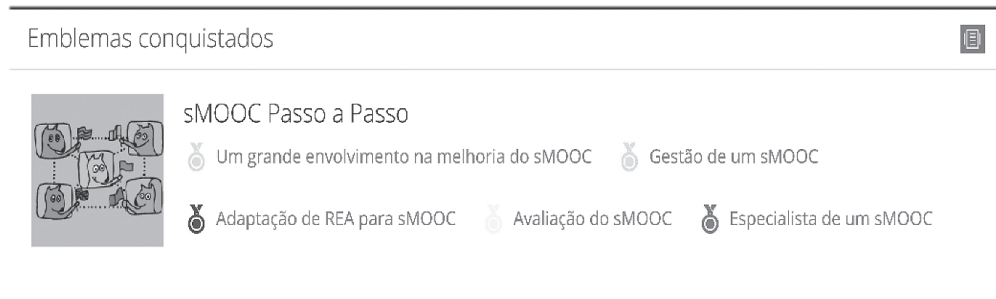 Emblemas conquistados
sMOOC Passo a Passo
Um grande envolvimento na melhoria do sMOOC Gestão de um sMOOC
Adaptação de REA para sMOOC Avaliação do sMOOC Especialista de um sMOOC